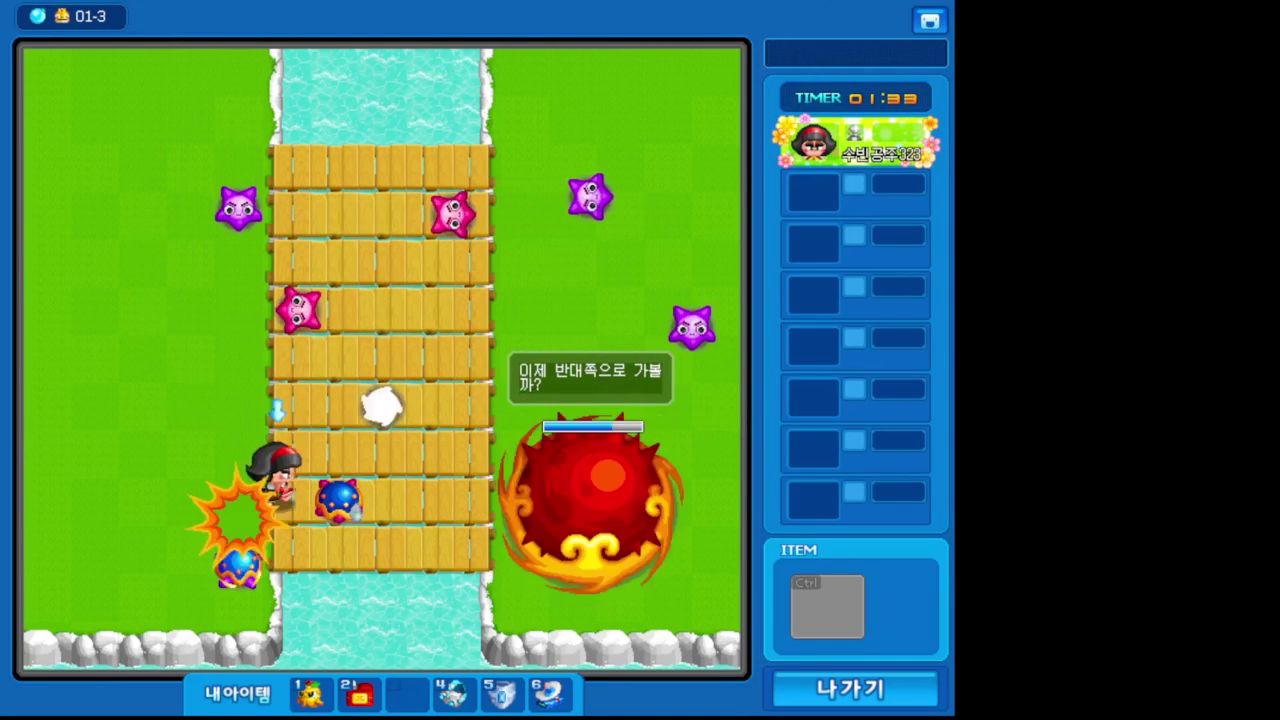 01-3
TIMER 01:33
수빈공주323
이제 반대쪽으로 가볼
까?
ITEM
Ctrl
내아이템
1
2
4
5
6
나가기